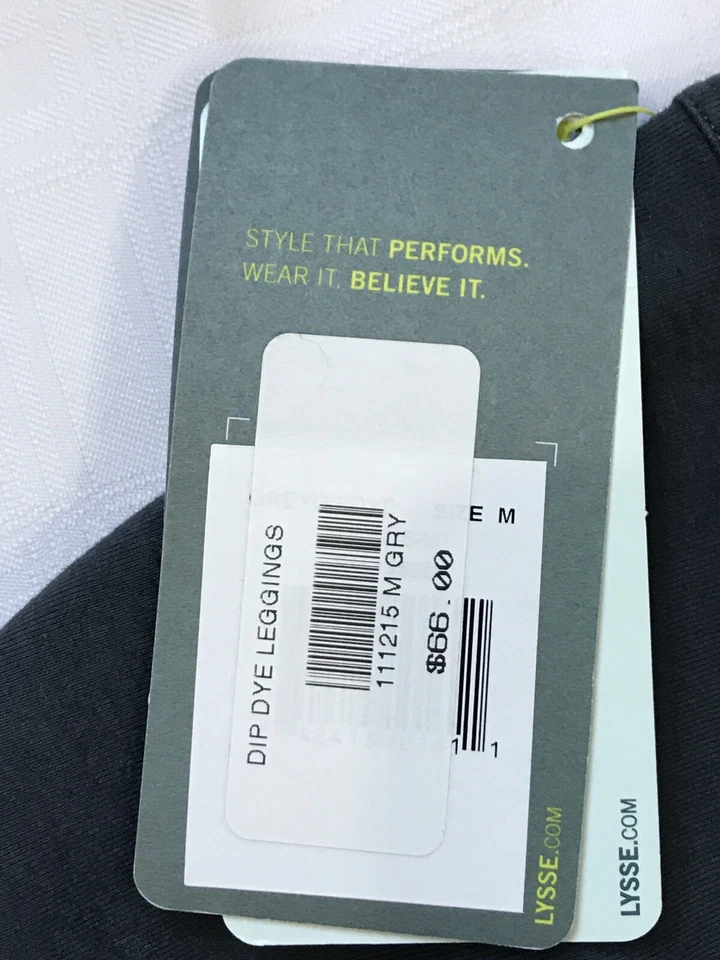 STYLE THAT PERFORMS.
WEAR IT. BELIEVE IT.
SIZE M
DIP DYE LEGGINGS
111215 M GRY
$66.00
1 1
LYSSE.COM
LYSSE.COM